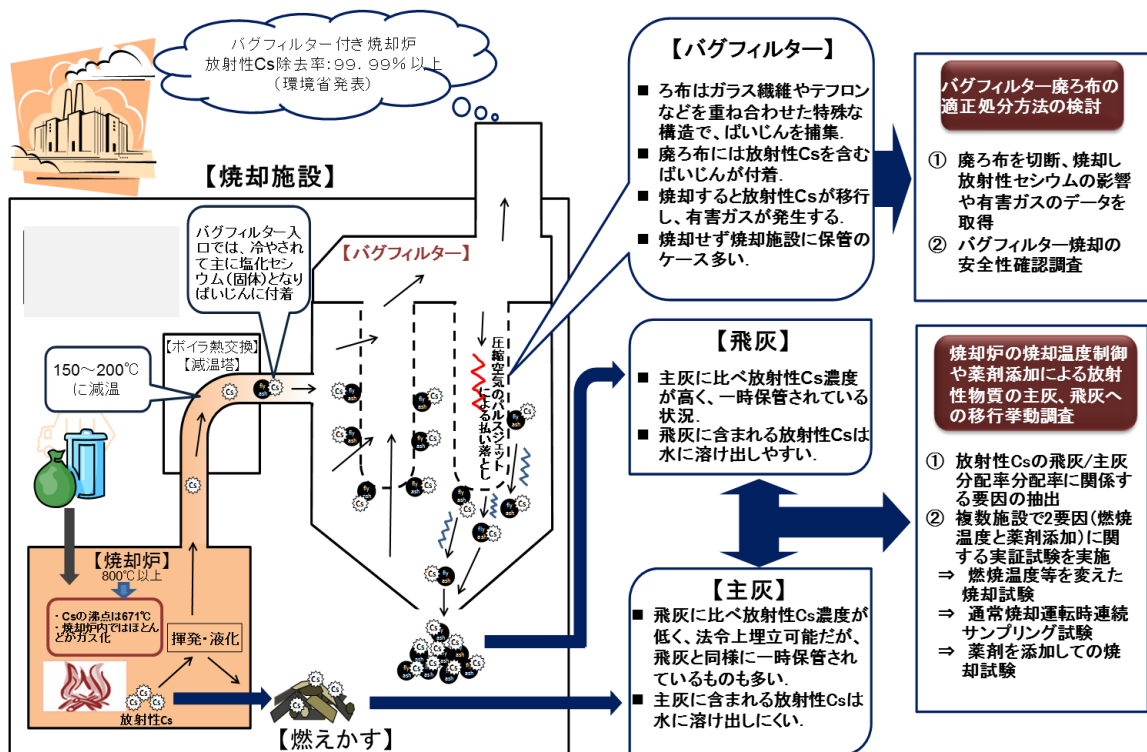 バグフィルター付き焼却炉
放射性Cs除去率:99.99%以上
(環境省発表)
【焼却施設】
バグフィルター入
口では、冷やされ
て主に塩化セシ
ウム(固体)となり
ばいじんに付着
【バグフィルター】
【ボイラ熱交換】
【減温塔】
150～200℃
に減温
圧縮空気のパルスジェット
による払い落とし
Cs
fly
ash
【焼却炉】
800℃以上
・Csの沸点は671℃
・焼却炉内ではほとん
どがガス化
揮発・液化
放射性Cs
【燃えかす】
【バグフィルター】
■ ろ布はガラス繊維やテフロン
などを重ね合わせた特殊な
構造で、ばいじんを捕集.
■ 廃ろ布には放射性Csを含む
ばいじんが付着.
■ 焼却すると放射性Csが移行
し、有害ガスが発生する.
■ 焼却せず焼却施設に保管の
ケース多い.
【飛灰】
■ 主灰に比べ放射性Cs濃度
が高く、一時保管されている
状況.
■ 飛灰に含まれる放射性Csは
水に溶け出しやすい.
【主灰】
■ 飛灰に比べ放射性Cs濃度が
低く、法令上埋立可能だが、
飛灰と同様に一時保管され
ているものも多い.
■ 主灰に含まれる放射性Csは
水に溶け出しにくい.
バグフィルター廃ろ布の
適正処分方法の検討
① 廃ろ布を切断、焼却し
放射性セシウムの影響
や有害ガスのデータを
取得
② バグフィルター焼却の
安全性確認調査
焼却炉の焼却温度制御
や薬剤添加による放射
性物質の主灰、飛灰へ
の移行挙動調査
① 放射性Csの飛灰/主灰
分配率分配率に関係す
る要因の抽出
② 複数施設で2要因(燃焼
温度と薬剤添加)に関
する実証試験を実施
⇒ 燃焼温度等を変えた
焼却試験
⇒ 通常焼却運転時連続
サンプリング試験
⇒ 薬剤を添加しての焼
却試験